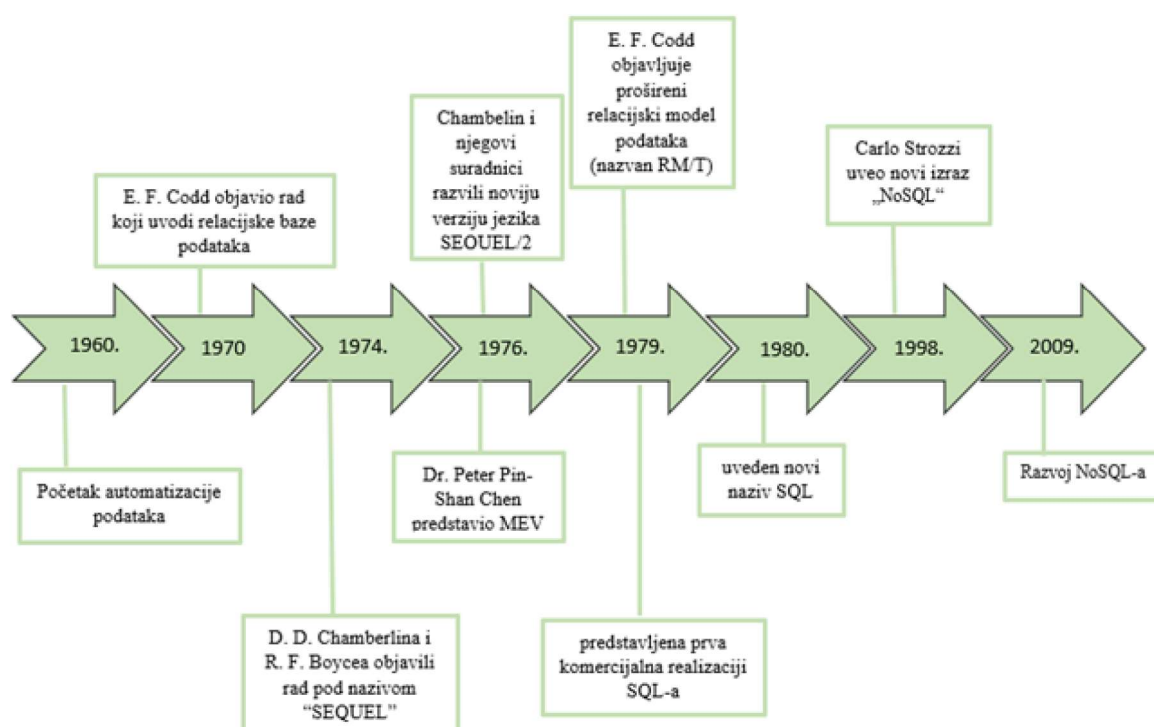 E. F. Codd
objavljuje
prošireni
relacijski model
podataka
(nazvan RM/T)
Chambelin i
njegovi
suradnici
razvili noviju
verziju jezika
SEOUEL/2
Carlo Strozzi
uveo novi izraz
„NoSQL“
E. F. Codd objavio rad
koji uvodi relacijske baze
podataka
1960.
1970
1974.
1976.
1979.
1980.
1998.
2009.
Početak automatizacije
podataka
Dr. Peter Pin-
Shan Chen
predstavio MEV
uveden novi
naziv SQL
Razvoj NoSQL-a
D. D. Chamberlina i
R. F. Boycea objavili
rad pod nazivom
“SEQUEL”
predstavljena prva
komercijalna realizaciji
SQL-a